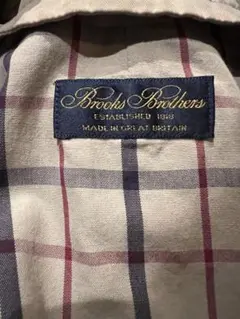 Brooks Brothers
ESTABLISHED 1818
MADE IN GREAT BRITAIN